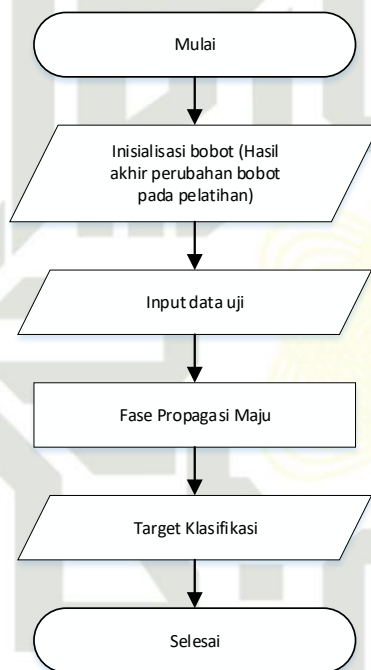 Mulai
Inisialisasi bobot (Hasil
akhir perubahan bobot
pada pelatihan)
Input data uji
Fase Propagasi Maju
Target Klasifikasi
Selesai